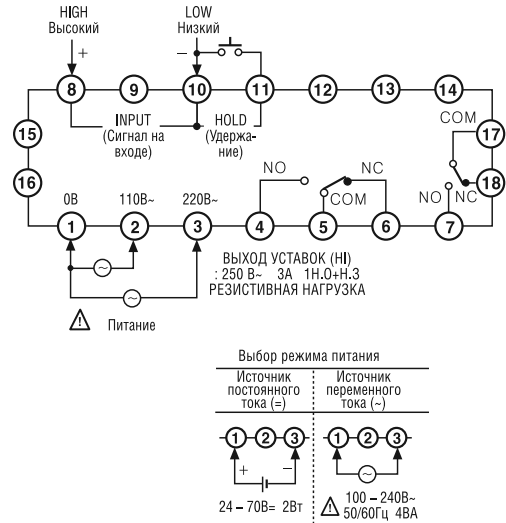 HIGH LOW
Высокий Низкий
+ –
8 9 10 11 12 13 14
INPUT HOLD
(Сигнал на (Удержа-
входе) ние)
COM
15 17
16 18
NO NC
COM
NO NC
0В 110В~ 220В~
1 2 3 4 5 6 7
ВЫХОД УСТАВОК (HI)
: 250 В~ 3А 1Н.О+Н.З
РЕЗИСТИВНАЯ НАГРУЗКА
~
~
Питание
Выбор режима питания
Источник Источник
постоянного переменного
тока (=) тока (~)
1 2 3 1 2 3
+ – ~
24 – 70В= 2Вт 100 – 240В~
50/60Гц 4ВА